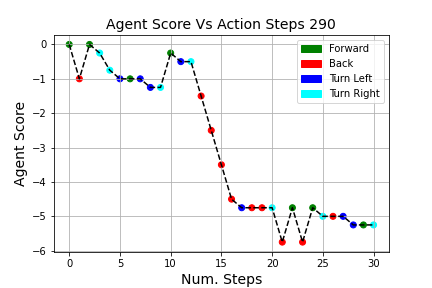 Agent Score Vs Action Steps 290
Forward
Back
Turn Left
Turn Right
Agent Score
0
−1
−2
−3
−4
−5
−6
0 5 10 15 20 25 30
Num. Steps